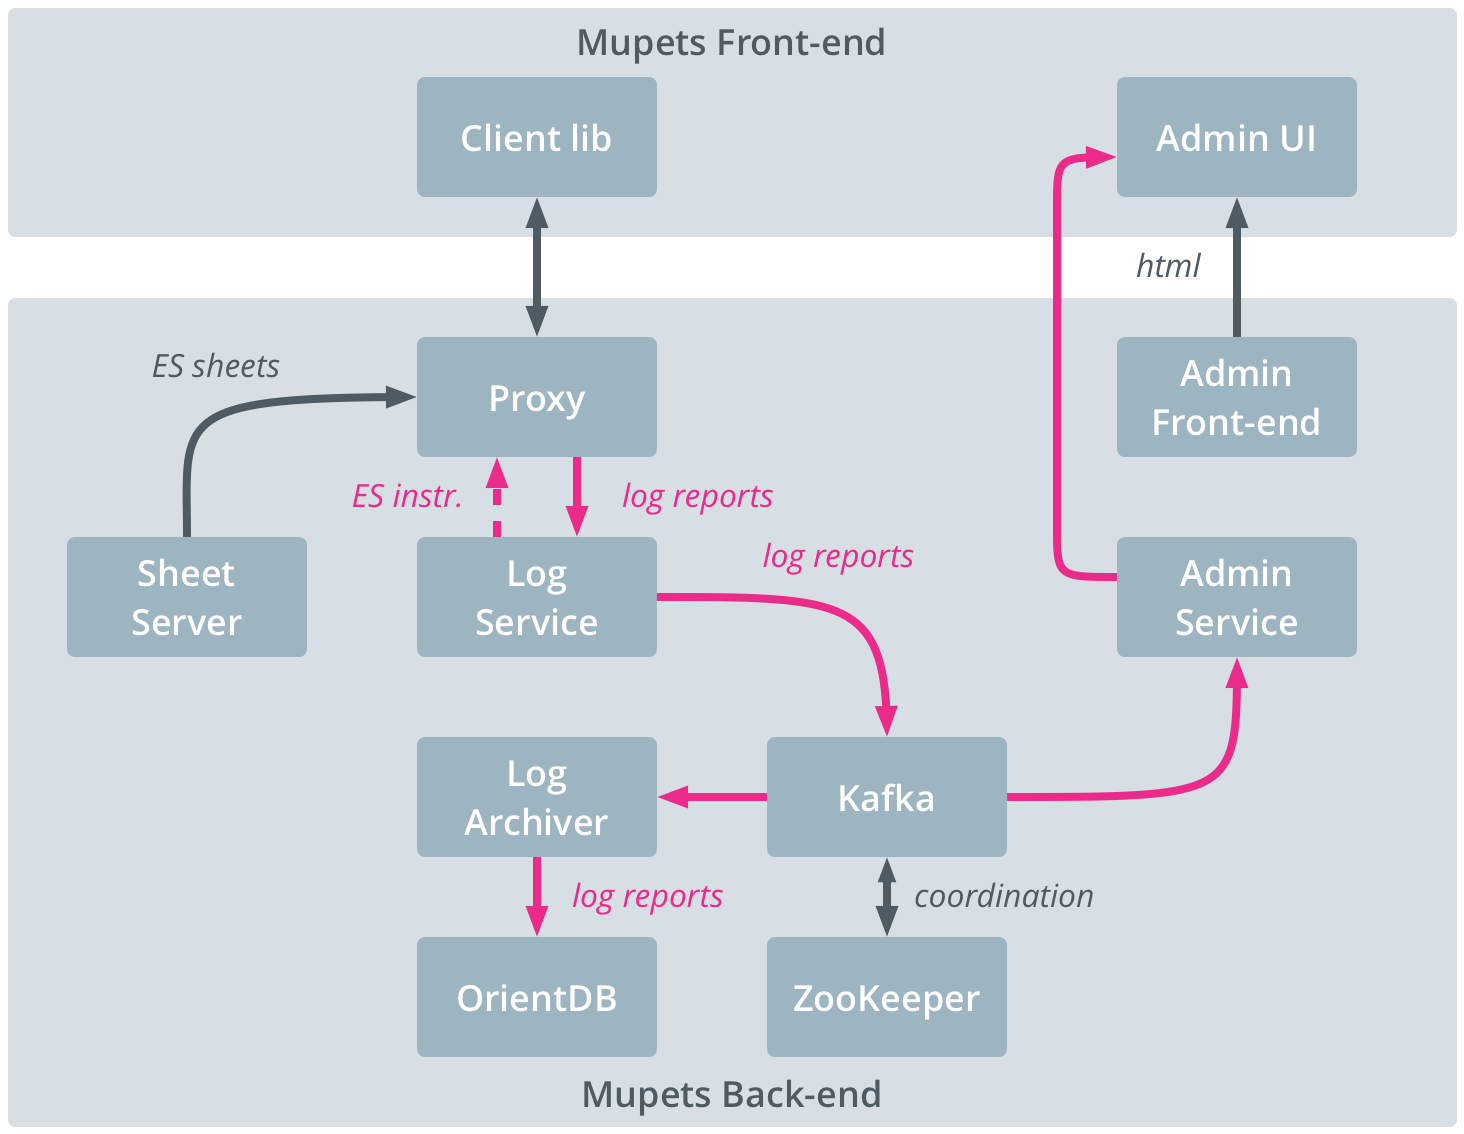 Mupets Front-end
Client lib
Admin UI
html
ES sheets
Proxy
Admin
Front-end
ES instr.
log reports
log reports
Sheet
Server
Log
Service
Admin
Service
Log
Archiver
Kafka
log reports
coordination
OrientDB
ZooKeeper
Mupets Back-end